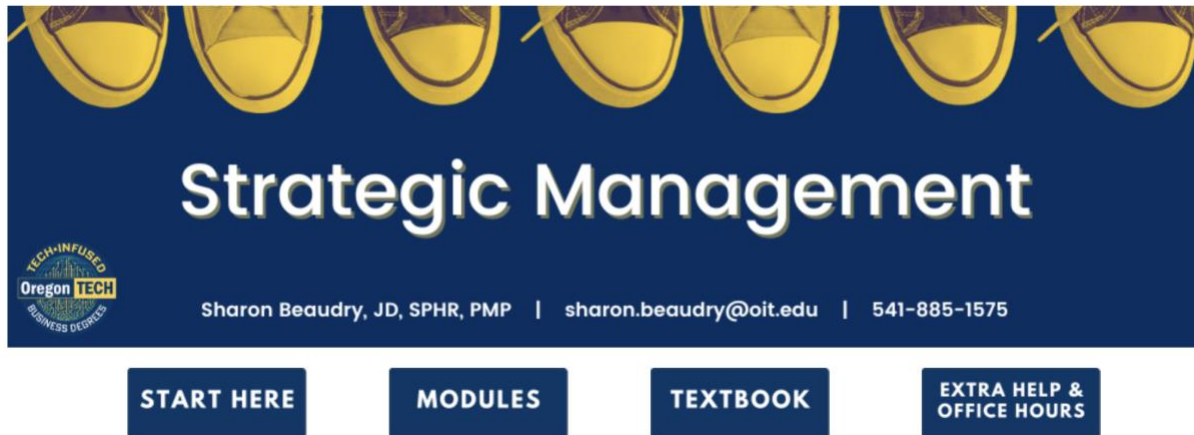 Strategic Management
TECH-INFUSED
Oregon TECH
BUSINESS DEGREES
Sharon Beaudry, JD, SPHR, PMP | sharon.beaudry@oit.edu | 541-885-1575
START HERE
MODULES
TEXTBOOK
EXTRA HELP &
OFFICE HOURS